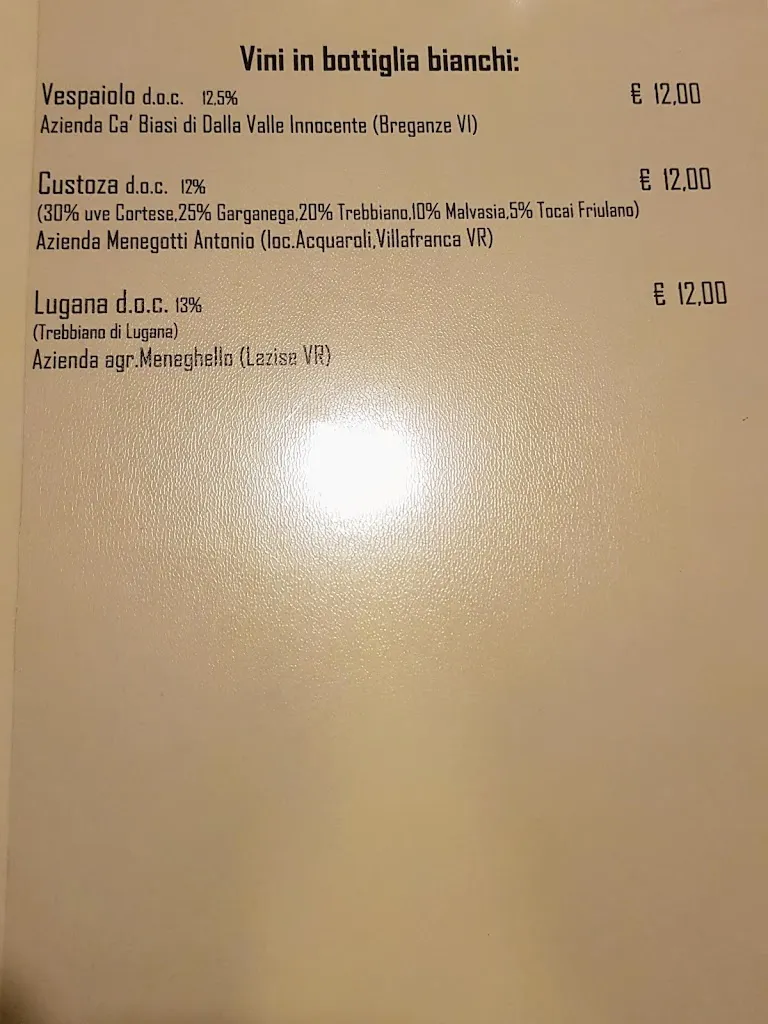 Vini in bottiglia bianchi:
Vespaiolo d.o.c. 12,5% € 12,00
Azienda Ca' Biasi di Dalla Valle Innocente (Breganze VI)
Custoza d.o.c. 12% € 12,00
(30% uve Cortese,25% Garganega,20% Trebbiano,10% Malvasia,5% Tocai Friulano)
Azienda Menegotti Antonio (loc.Acquaroli,Villafranca VR)
Lugana d.o.c. 13% € 12,00
(Trebbiano di Lugana)
Azienda agr.Meneghello (Lazise VR)